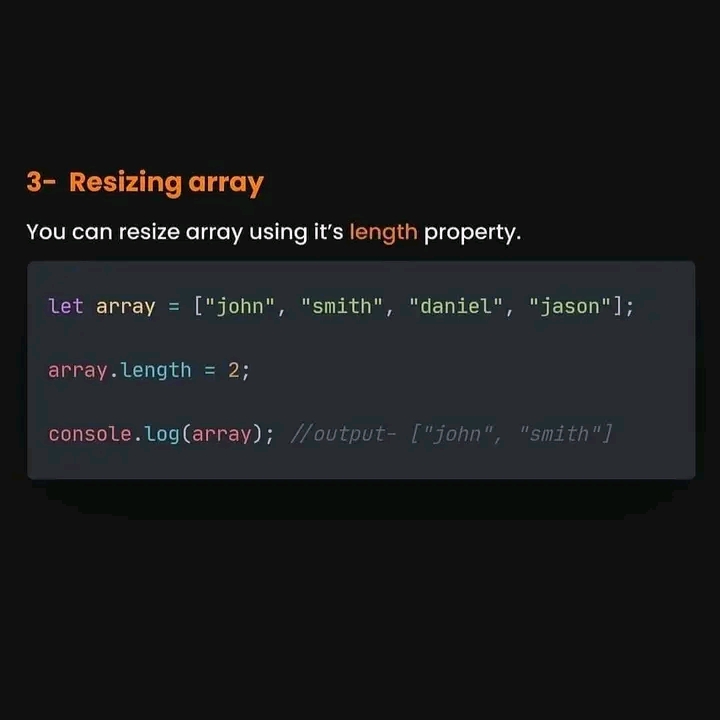 3- Resizing array
You can resize array using it’s length property.
let array = ["john", "smith", "daniel", "jason"];
array.length = 2;
console.log(array); //output- ["john", "smith"]